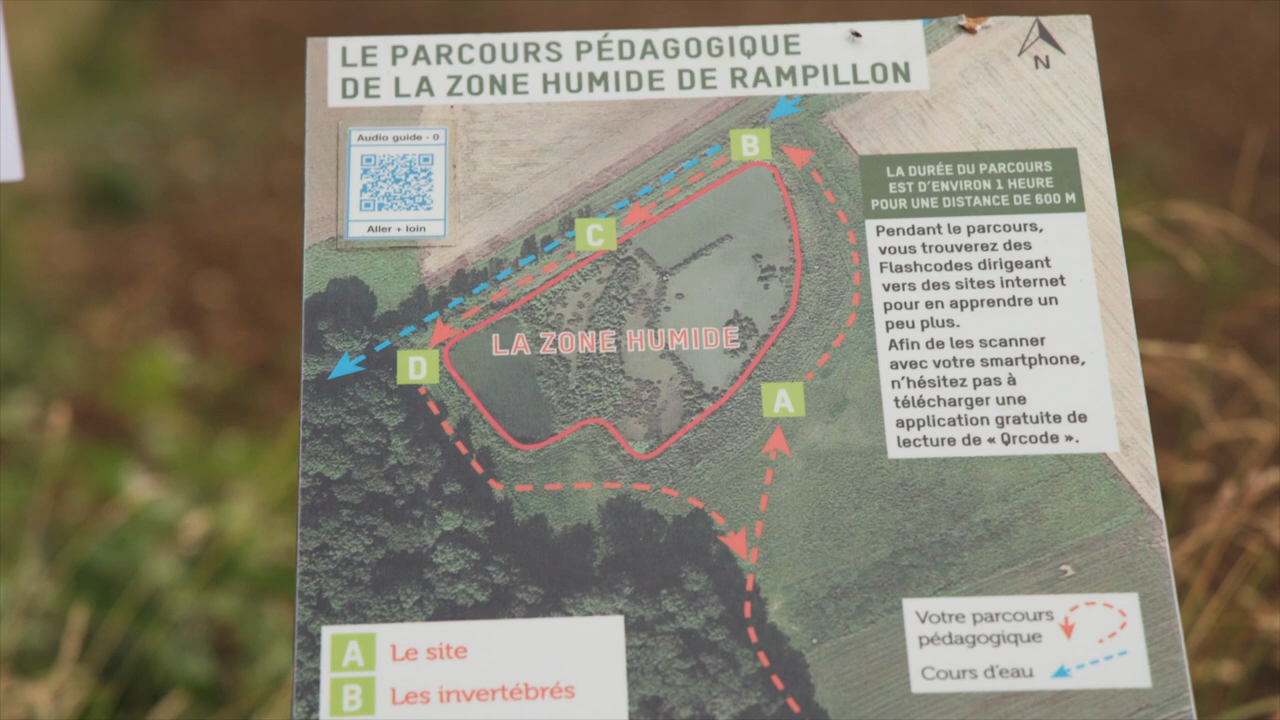 LE PARCOURS PÉDAGOGIQUE
DE LA ZONE HUMIDE DE RAMPILLON
N
Audio guide - 0
Aller + loin
B
C
D
A
LA ZONE HUMIDE
LA DURÉE DU PARCOURS
EST D'ENVIRON 1 HEURE
POUR UNE DISTANCE DE 600 M
Pendant le parcours,
vous trouverez des
Flashcodes dirigeant
vers des sites internet
pour en apprendre un
peu plus.
Afin de les scanner
avec votre smartphone,
n'hésitez pas à
télécharger une
application gratuite de
lecture de « Qrcode ».
A Le site
B Les invertébrés
Votre parcours
pédagogique
Cours d'eau